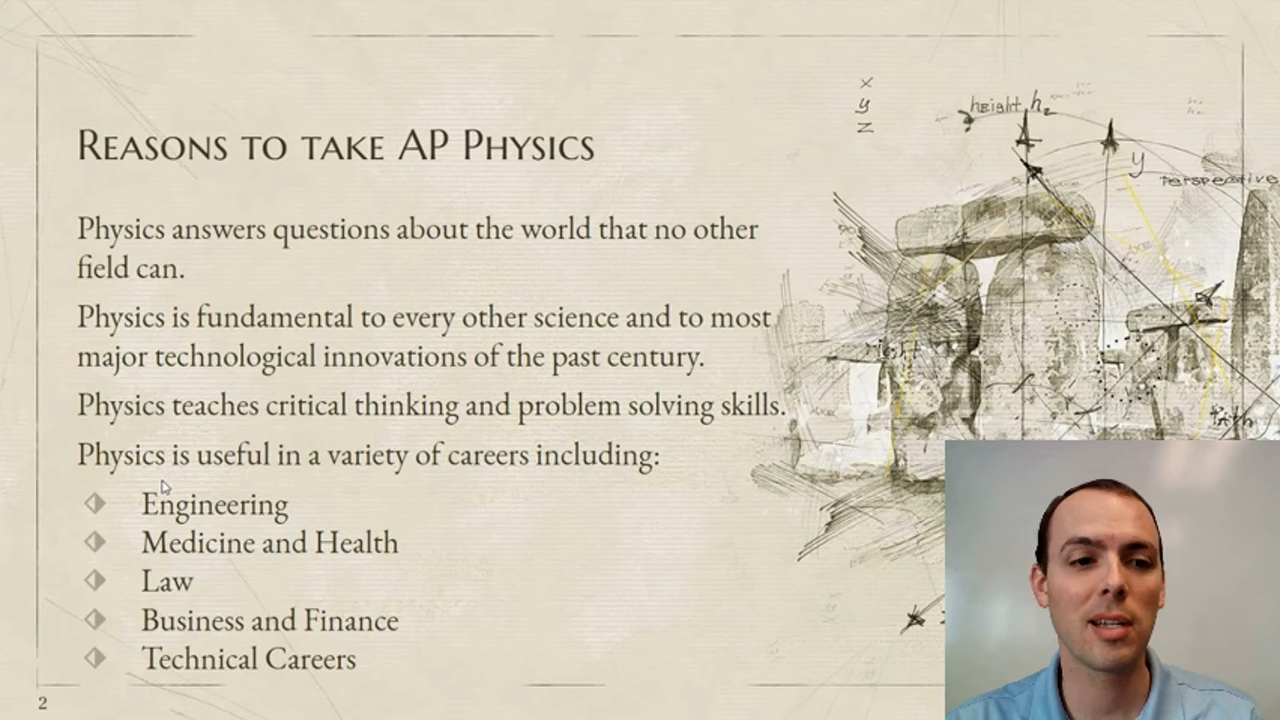 Reasons to take AP Physics
Physics answers questions about the world that no other
field can.
Physics is fundamental to every other science and to most
major technological innovations of the past century.
Physics teaches critical thinking and problem solving skills.
Physics is useful in a variety of careers including:
Engineering
Medicine and Health
Law
Business and Finance
Technical Careers
2
x
y
z
height h₂
y
Perspective